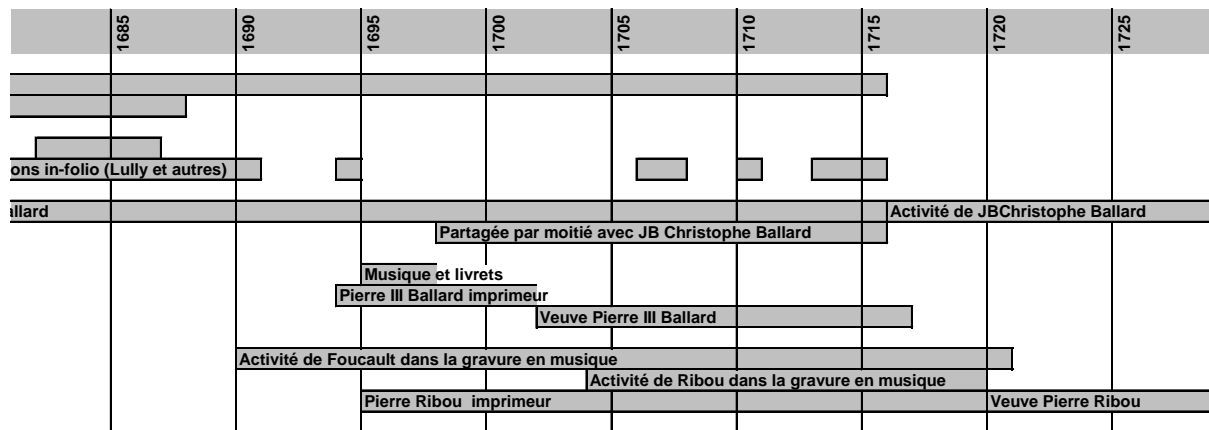 1685 1690 1695 1700 1705 1710 1715 1720 1725
ons in-folio (Lully et autres)
allard Activité de JBChristophe Ballard
Partagée par moitié avec JB Christophe Ballard
Musique et livrets
Pierre III Ballard imprimeur
Veuve Pierre III Ballard
Activité de Foucault dans la gravure en musique
Activité de Ribou dans la gravure en musique
Pierre Ribou imprimeur Veuve Pierre Ribou